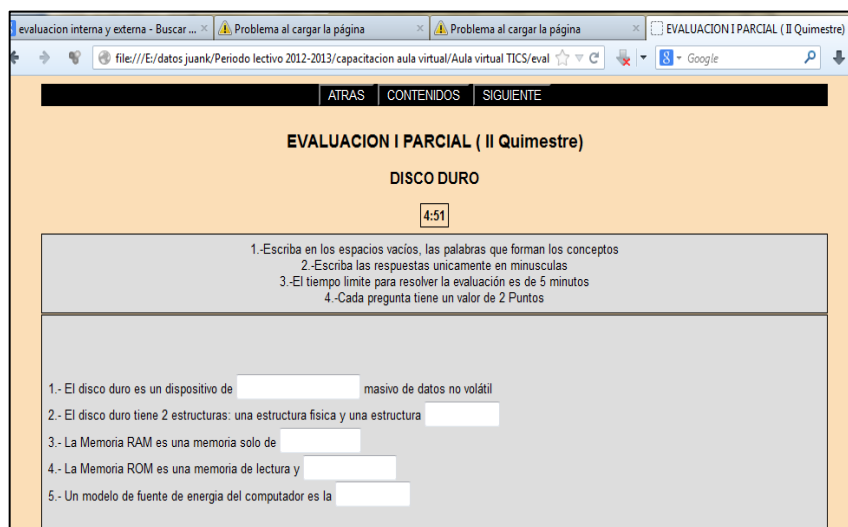 evaluacion interna y externa - Buscar ...
Problema al cargar la página
Problema al cargar la página
EVALUACION I PARCIAL ( II Quimestre)
file:///E:/datos juank/Periodo lectivo 2012-2013/capacitacion aula virtual/Aula virtual TICS/eval
Google
ATRAS CONTENIDOS SIGUIENTE
EVALUACION I PARCIAL ( II Quimestre)
DISCO DURO
4:51
1.-Escriba en los espacios vacíos, las palabras que forman los conceptos
2.-Escriba las respuestas unicamente en minusculas
3.-El tiempo limite para resolver la evaluación es de 5 minutos
4.-Cada pregunta tiene un valor de 2 Puntos
1.- El disco duro es un dispositivo de masivo de datos no volátil
2.- El disco duro tiene 2 estructuras: una estructura fisica y una estructura
3.- La Memoria RAM es una memoria solo de
4.- La Memoria ROM es una memoria de lectura y
5.- Un modelo de fuente de energia del computador es la